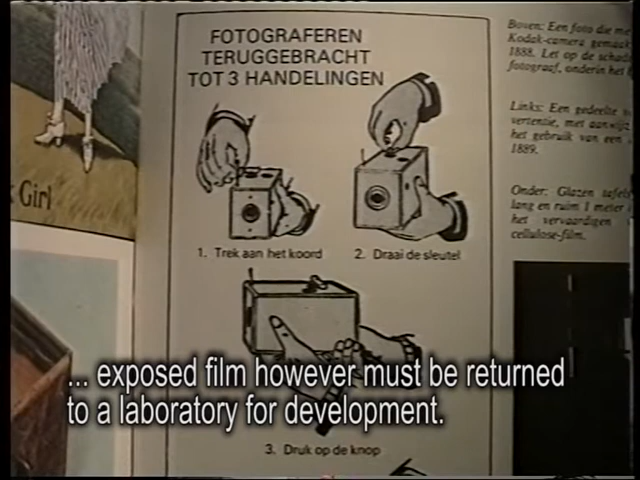 FOTOGRAFEREN
TERUGGEBRACHT
TOT 3 HANDELINGEN
1. Trek aan het koord
2. Draai de sleutel
3. Druk op de knop
Girl
Boven: Een foto die me
Kodak-camera gemaak
1888. Let op de schad
fotograaf, onderin het
Links: Een gedeelte
vertentie, met aanwijz
het gebruik van een
1889.
Onder: Glazen tafels
lang en ruim 1 meter
het vervaardigen
cellulose-film.
... exposed film however must be returned
to a laboratory for development.